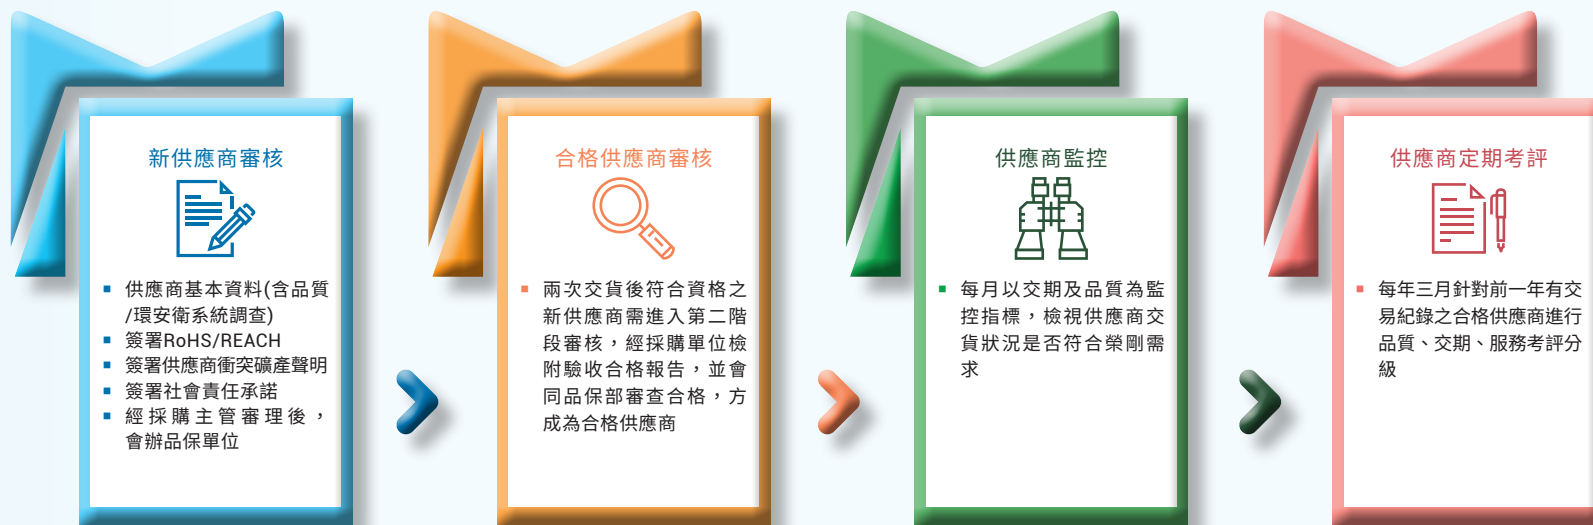 新供應商審核
供應商基本資料(含品質
/環安衛系統調查)
簽署RoHS/REACH
簽署供應商衝突礦產聲明
簽署社會責任承諾
經採購主管審理後，
會辦品保單位
合格供應商審核
兩次交貨後符合資格之
新供應商需進入第二階
段審核，經採購單位檢
附驗收合格報告，並會
同品保部審查合格，方
成為合格供應商
供應商監控
每月以交期及品質為監
控指標，檢視供應商交
貨狀況是否符合榮剛需
求
供應商定期考評
每年三月針對前一年有交
易紀錄之合格供應商進行
品質、交期、服務考評分
級